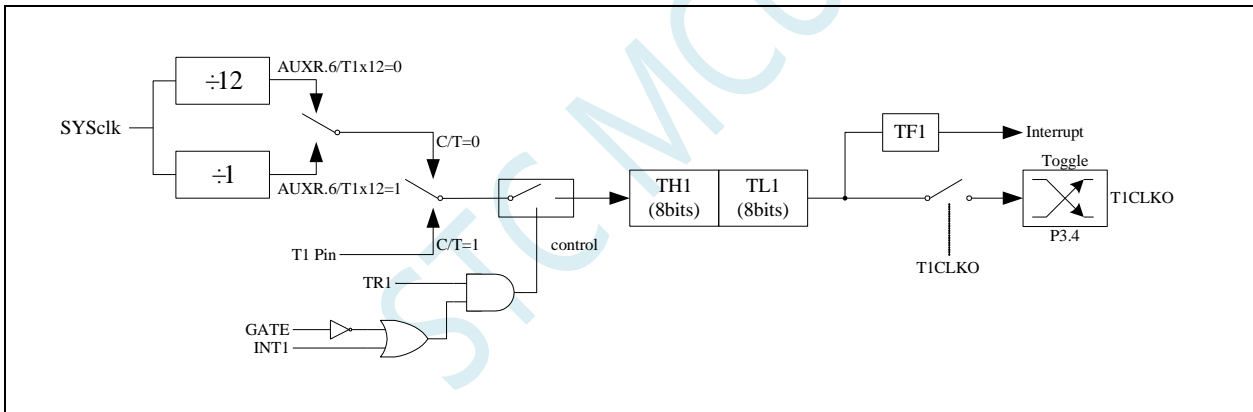 ÷12
AUXR.6/T1x12=0
SYSclk
C/T=0
÷1
AUXR.6/T1x12=1
T1 Pin
C/T=1
control
TR1
GATE
INT1
TH1
(8bits)
TL1
(8bits)
TF1
Interrupt
Toggle
T1CLKO
P3.4
T1CLKO